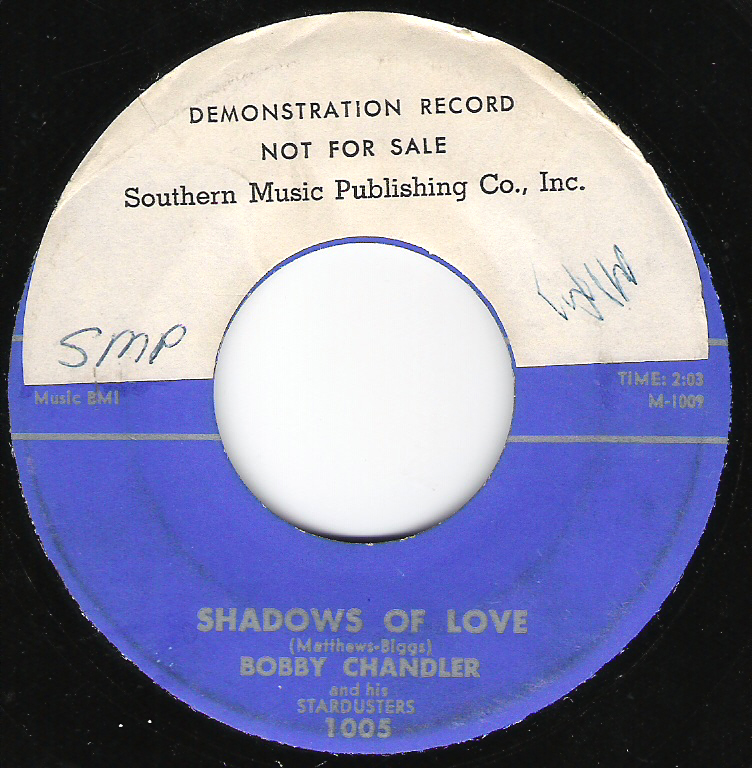 DEMONSTRATION RECORD
NOT FOR SALE
Southern Music Publishing Co., Inc.
SMP
Music BMI
TIME: 2:03
M-1009
SHADOWS OF LOVE
(Matthews-Biggs)
BOBBY CHANDLER
and his
STARDUSTERS
1005